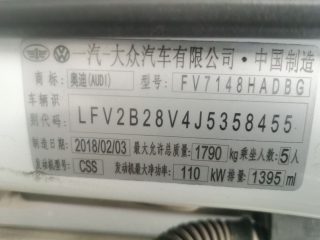 一汽-大众汽车有限公司·中国制造
商标: 奥迪(AUDI) 型号: FV7148HADBG
车辆识别代码: LFV2B28V4J5358455
制造日期: 2018/02/03 最大允许总质量: 1790 kg 乘坐人数: 5人
发动机型号: CSS 发动机最大净功率: 110 kW 排量: 1395 ml